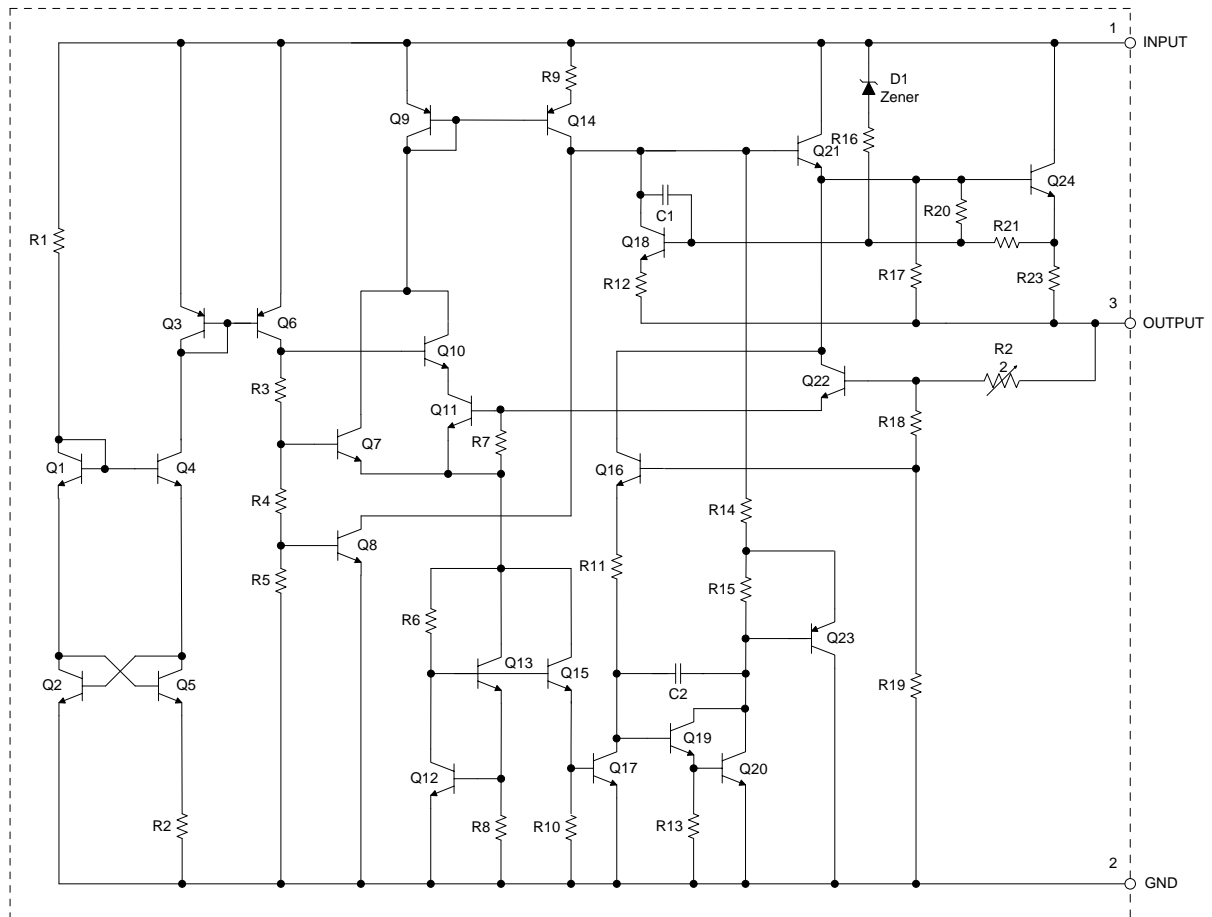 1
INPUT
R9
D1
Zener
Q9
Q14
R16
Q21
Q24
C1
R20
R1
Q18
R21
R12
R17
R23
3
Q3
Q6
OUTPUT
Q10
R2
2
R3
Q22
Q11
R18
Q7
R7
Q1
Q4
Q16
R4
R14
Q8
R5
R11
R15
R6
Q23
Q13
Q15
Q2
Q5
C2
R19
Q19
Q12
Q17
Q20
R2
R8
R10
R13
2
GND